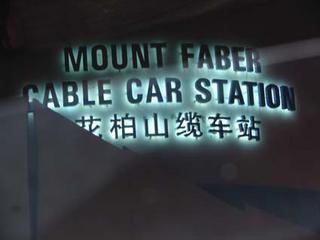 MOUNT FABER
CABLE CAR STATION
花柏山缆车站